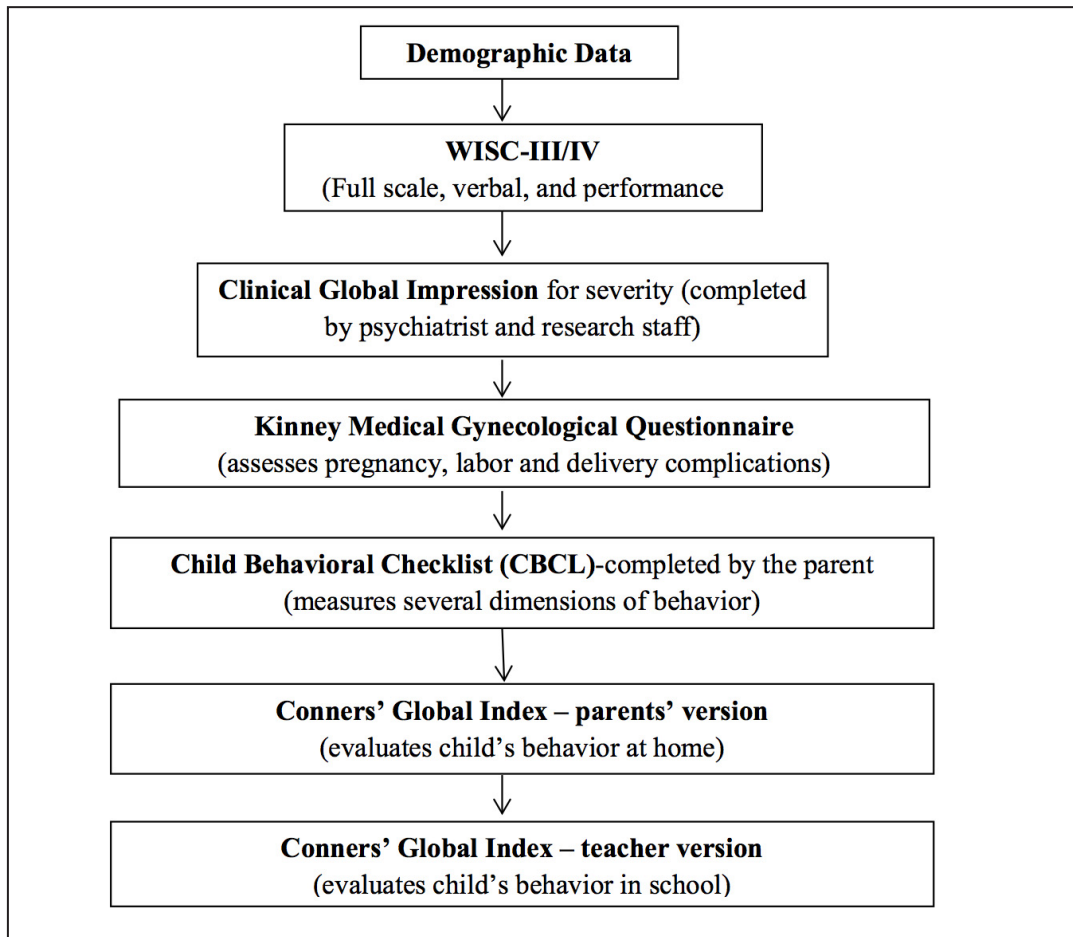 Demographic Data
WISC-III/IV
(Full scale, verbal, and performance
Clinical Global Impression for severity (completed
by psychiatrist and research staff)
Kinney Medical Gynecological Questionnaire
(assesses pregnancy, labor and delivery complications)
Child Behavioral Checklist (CBCL)-completed by the parent
(measures several dimensions of behavior)
Conners’ Global Index – parents’ version
(evaluates child’s behavior at home)
Conners’ Global Index – teacher version
(evaluates child’s behavior in school)